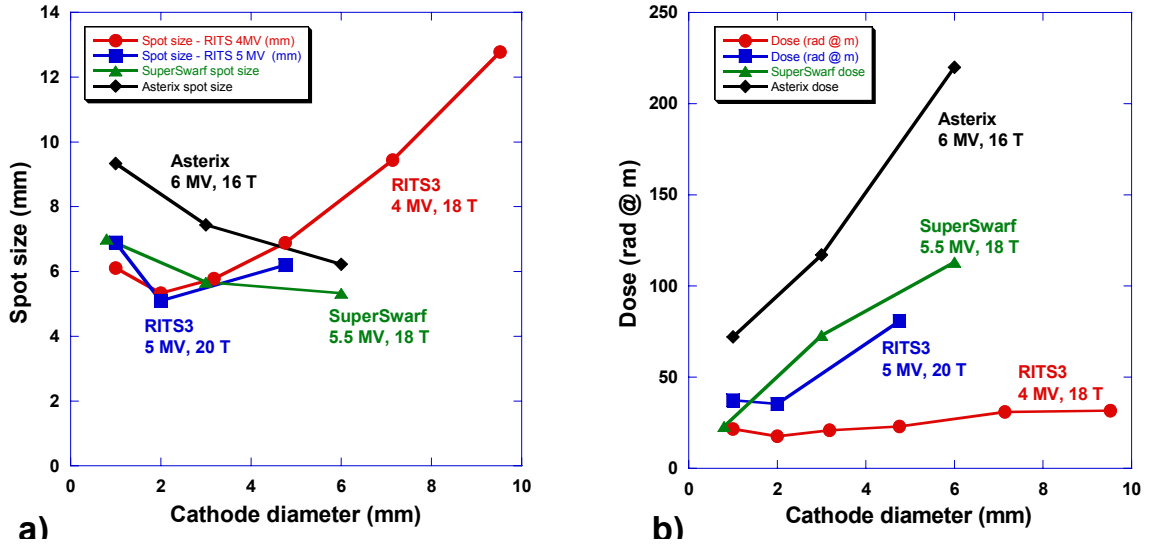 14
12
10
8
6
4
2
0
Spot size (mm)
Spot size - RITS 4MV (mm)
Spot size - RITS 5 MV (mm)
SuperSwarf spot size
Asterix spot size
Asterix
6 MV, 16 T
RITS3
4 MV, 18 T
RITS3
5 MV, 20 T
SuperSwarf
5.5 MV, 18 T
0 2 4 6 8 10
Cathode diameter (mm)
a)
250
200
150
100
50
0
Dose (rad @ m)
Dose (rad @ m)
Dose (rad @ m)
SuperSwarf dose
Asterix dose
Asterix
6 MV, 16 T
SuperSwarf
5.5 MV, 18 T
RITS3
5 MV, 20 T
RITS3
4 MV, 18 T
0 2 4 6 8 10
Cathode diameter (mm)
b)